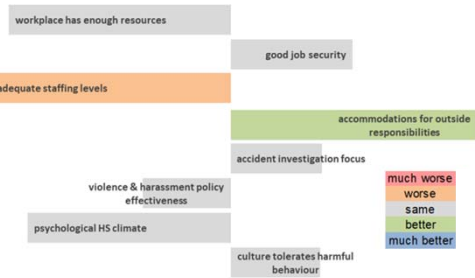 workplace has enough resources
good job security
adequate staffing levels
accommodations for outside
responsibilities
accident investigation focus
violence & harassment policy
effectiveness
psychological HS climate
culture tolerates harmful
behaviour
much worse
worse
same
better
much better